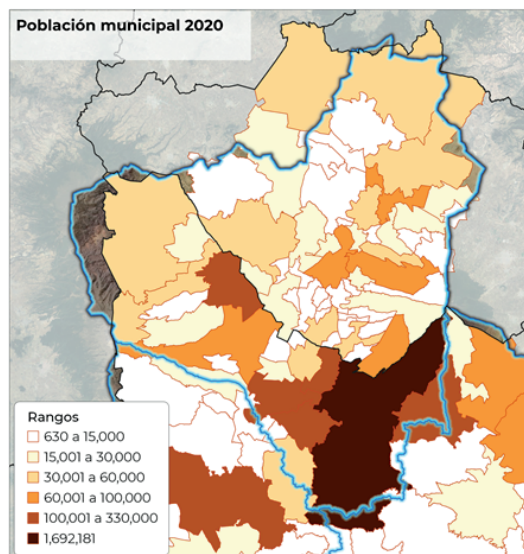 Población municipal 2020
Rangos
630 a 15,000
15,001 a 30,000
30,001 a 60,000
60,001 a 100,000
100,001 a 330,000
1,692,181